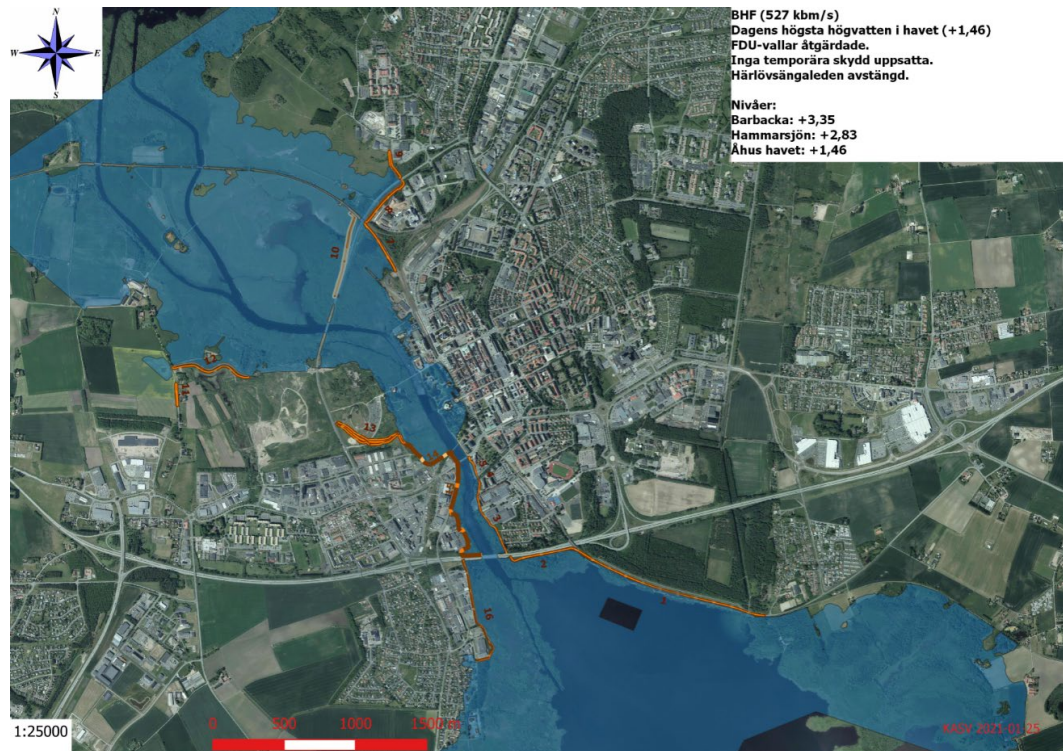 N
W E
S
BHF (527 kbm/s)
Dagens högsta högvatten i havet (+1,46)
FDU-vallar åtgärdade.
Inga temporära skydd uppsatta.
Härlövsängaleden avstängd.
Nivåer:
Barbacka: +3,35
Hammarsjön: +2,83
Åhus havet: +1,46
9
10
11
13
2
16
1:25000
0 500 1000 1500 m
KASV 2021-01-25